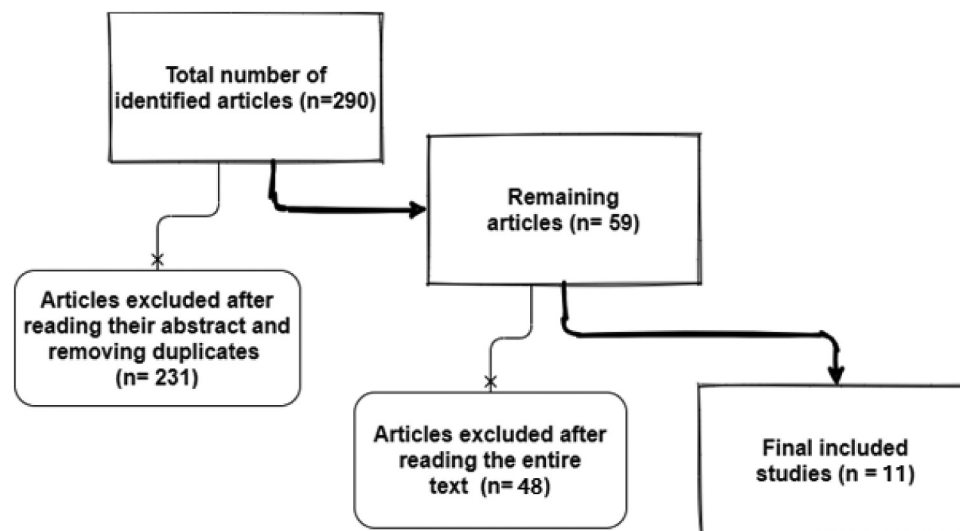 Total number of
identified articles (n=290)
Remaining
articles (n= 59)
Articles excluded after
reading their abstract and
removing duplicates
(n= 231)
Articles excluded after
reading the entire
text (n= 48)
Final included
studies (n = 11)